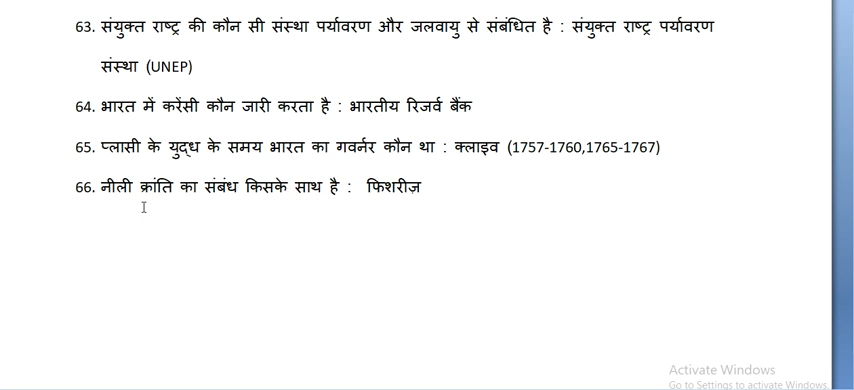 63. संयुक्त राष्ट्र की कौन सी संस्था पर्यावरण और जलवायु से संबंधित है : संयुक्त राष्ट्र पर्यावरण
संस्था (UNEP)
64. भारत में करेंसी कौन जारी करता है : भारतीय रिजर्व बैंक
65. प्लासी के युद्ध के समय भारत का गवर्नर कौन था : क्लाइव (1757-1760,1765-1767)
66. नीली क्रांति का संबंध किसके साथ है : फिशरीज़
Activate Windows
Go to Settings to activate Windows.